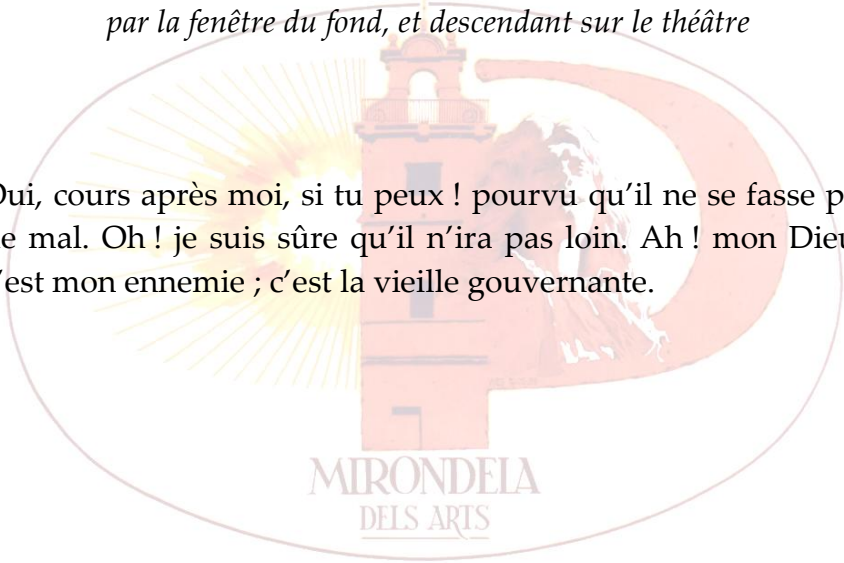 par la fenêtre du fond, et descendant sur le théâtre
Oui, cours après moi, si tu peux ! pourvu qu’il ne se fasse p
e mal. Oh ! je suis sûre qu’il n’ira pas loin. Ah ! mon Dieu
’est mon ennemie ; c’est la vieille gouvernante.
MIRONDELA
DELS ARTS